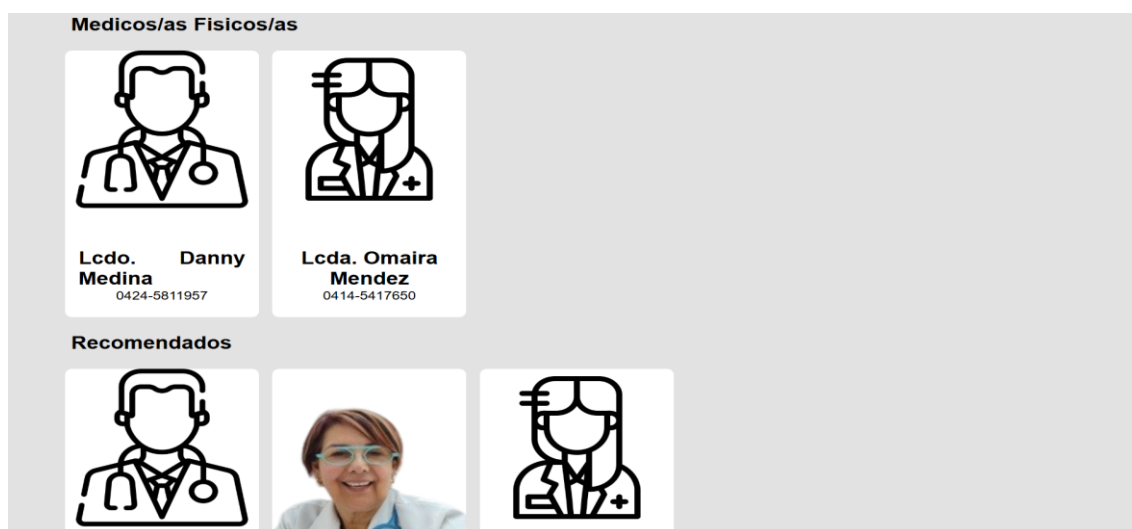 Medicos/as Fisicos/as
Lcdo. Danny
Medina
0424-5811957
Lcda. Omaira
Mendez
0414-5417650
Recomendados